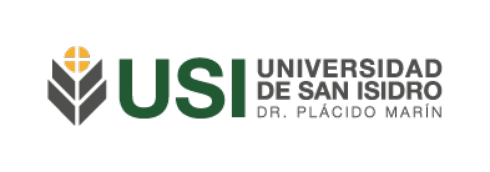 USI
UNIVERSIDAD
DE SAN ISIDRO
DR. PLÁCIDO MARÍN